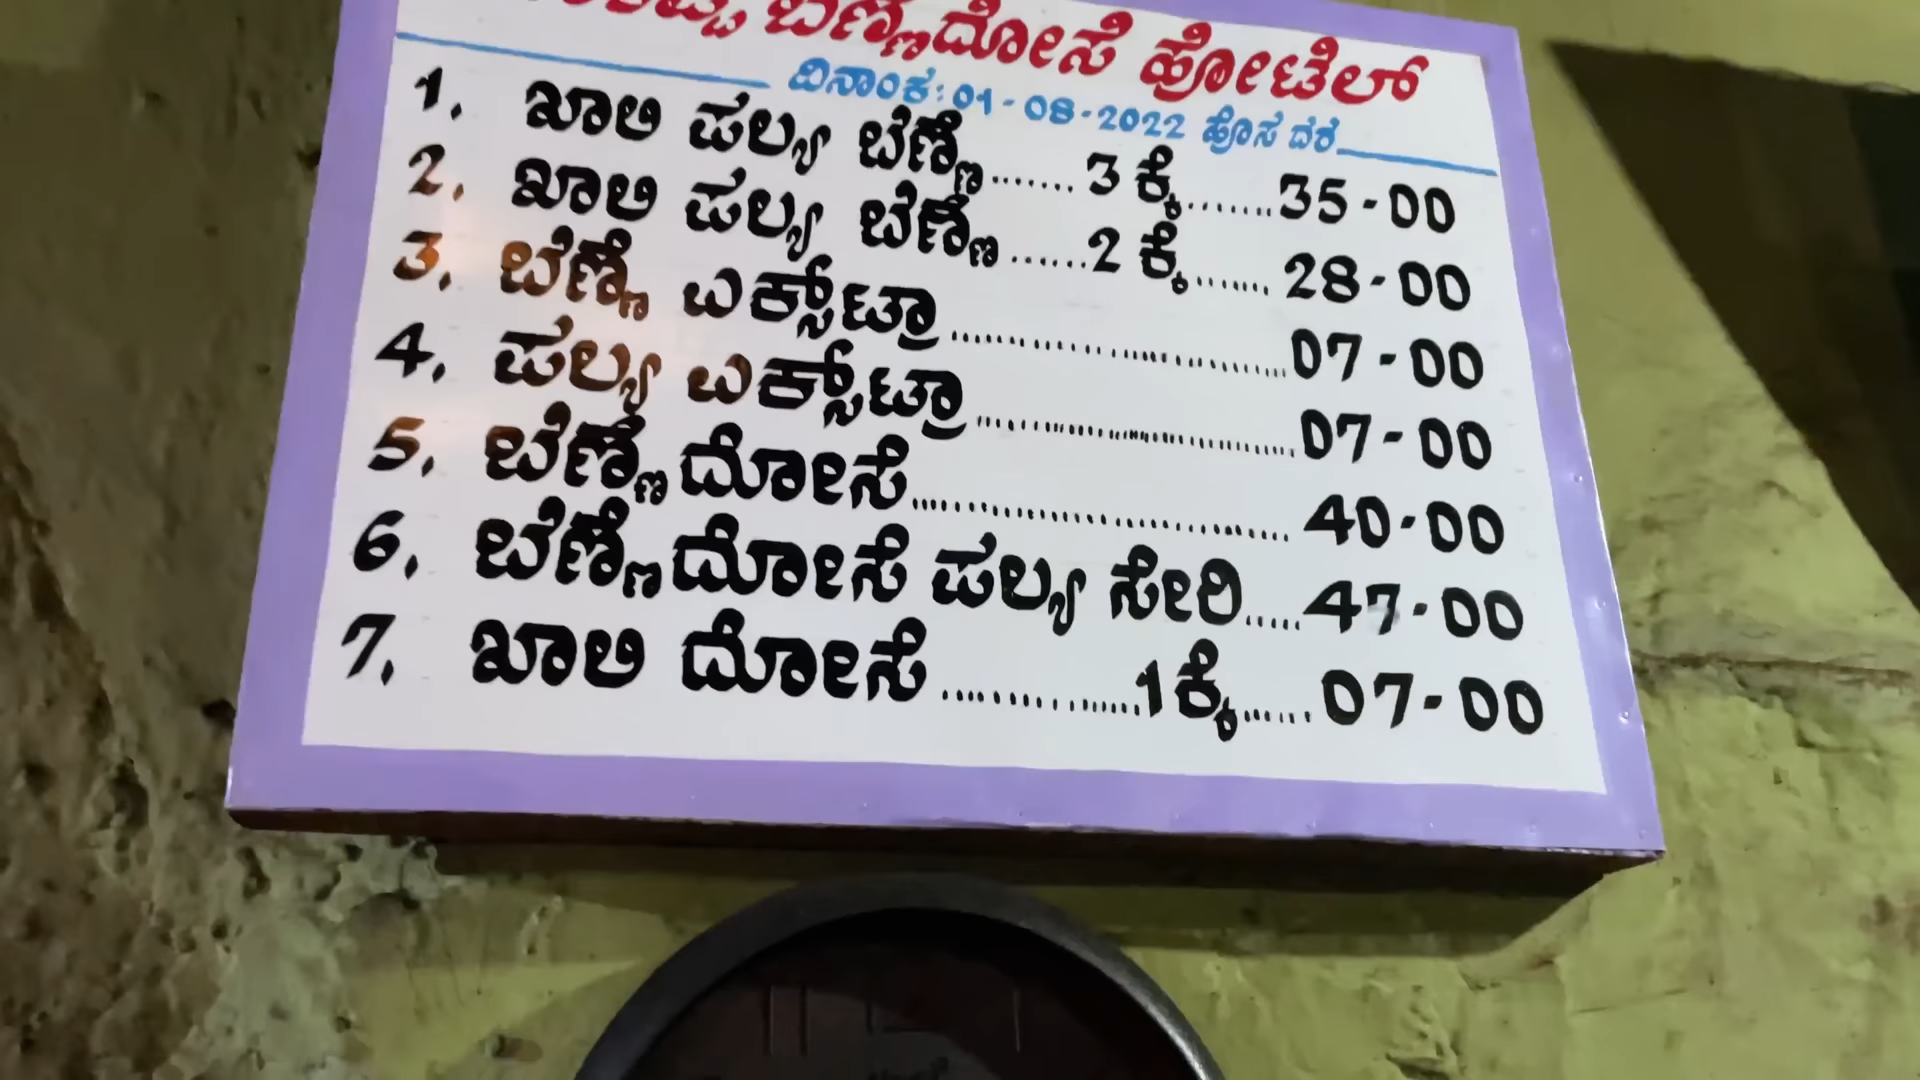 ಬೆಣ್ಣೆದೋಸೆ ಹೋಟೆಲ್
ದಿನಾಂಕ: 01-08-2022 ಹೊಸ ದರ
1. ಖಾಲಿ ಪಲ್ಯ ಬೆಣ್ಣೆ.......3 ಕ್ಕೆ.......35-00
2. ಖಾಲಿ ಪಲ್ಯ ಬೆಣ್ಣೆ......2 ಕ್ಕೆ.......28-00
3. ಬೆಣ್ಣೆ ಎಕ್ಸ್‌ಟ್ರಾ..............................07-00
4. ಪಲ್ಯ ಎಕ್ಸ್‌ಟ್ರಾ..............................07-00
5. ಬೆಣ್ಣೆದೋಸೆ..............................40-00
6. ಬೆಣ್ಣೆದೋಸೆ ಪಲ್ಯ ಸೇರಿ.....47-00
7. ಖಾಲಿ ದೋಸೆ................1 ಕ್ಕೆ......07-00